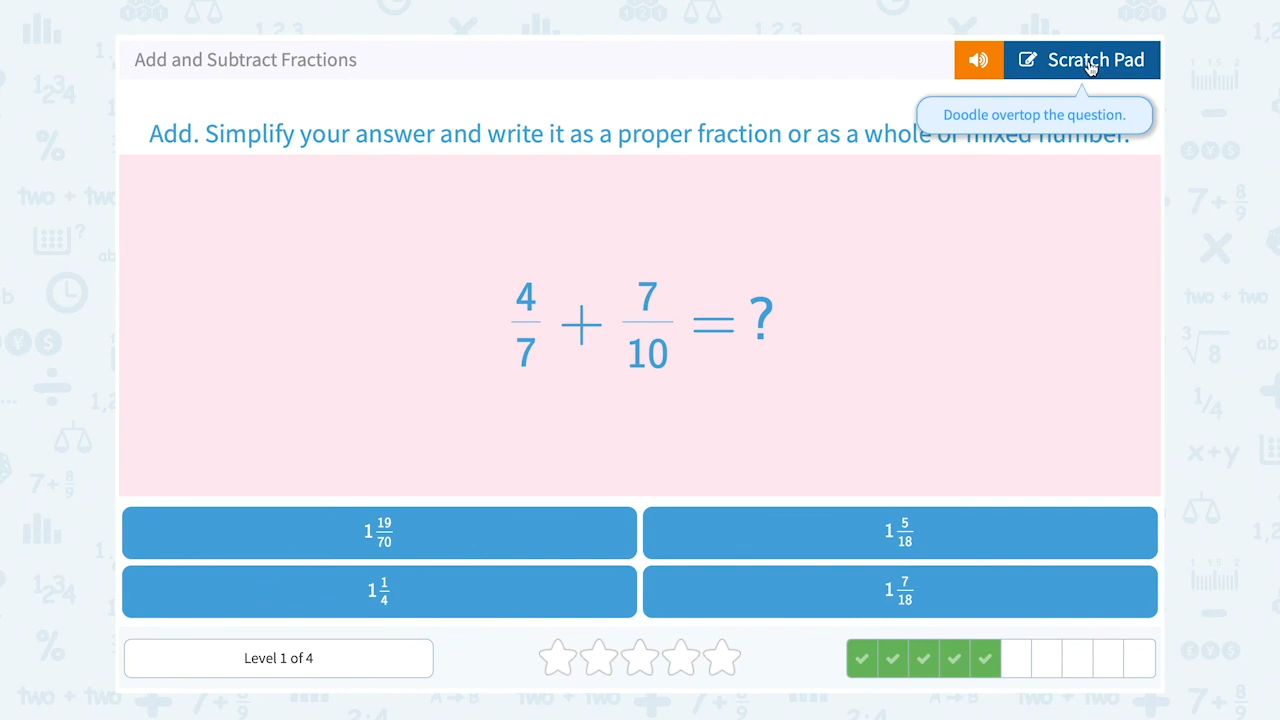 Add and Subtract Fractions
Scratch Pad
Doodle overtop the question.
Add. Simplify your answer and write it as a proper fraction or as a whole or mixed number.
4/7 + 7/10 = ?
1 19/70
1 5/18
1 1/4
1 7/18
Level 1 of 4